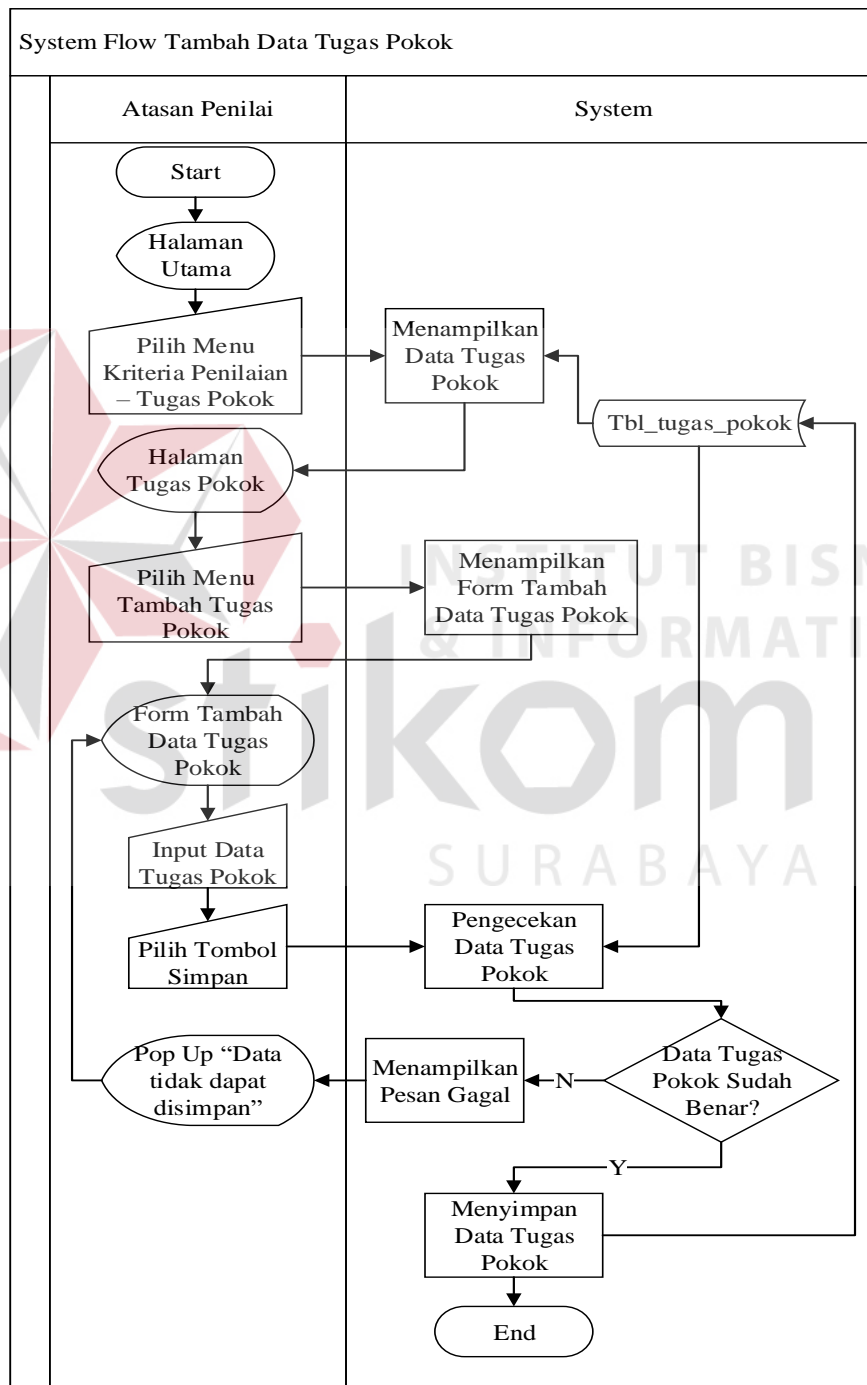 System Flow Tambah Data Tugas Pokok
Atasan Penilai
System
Start
Halaman
Utama
Pilih Menu
Kriteria Penilaian
– Tugas Pokok
Menampilkan
Data Tugas
Pokok
Tbl_tugas_pokok
Halaman
Tugas Pokok
Pilih Menu
Tambah Tugas
Pokok
Menampilkan
Form Tambah
Data Tugas Pokok
INSTITUT BISN
& INFORMATI
stikom
SURABAYA
Form Tambah
Data Tugas
Pokok
Input Data
Tugas Pokok
Pilih Tombol
Simpan
Pengecekan
Data Tugas
Pokok
Data Tugas
Pokok Sudah
Benar?
N
Menampilkan
Pesan Gagal
Pop Up “Data
tidak dapat
disimpan”
Y
Menyimpan
Data Tugas
Pokok
End